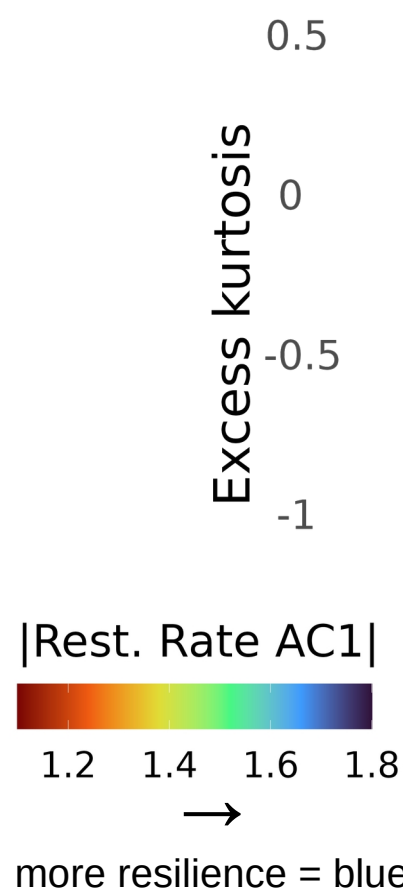 0.5
0
-0.5
-1
Excess kurtosis
|Rest. Rate AC1|
1.2 1.4 1.6 1.8
→
more resilience = blue